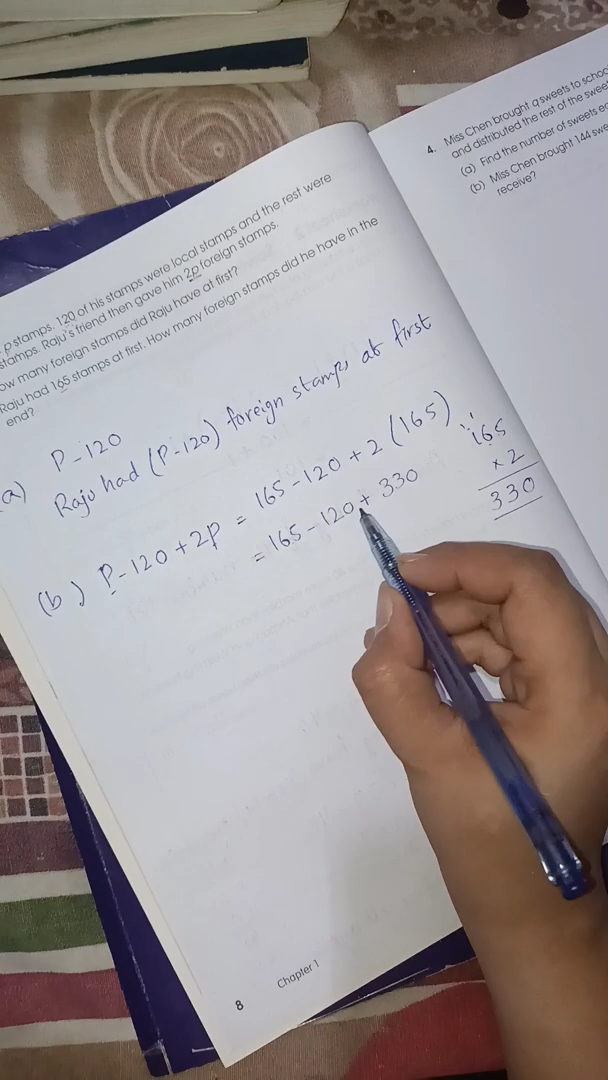 p stamps. 120 of his stamps were local stamps and the rest were
stamps. Raju's friend then gave him 2p foreign stamps.
ow many foreign stamps did Raju have at first?
Raju had 165 stamps at first. How many foreign stamps did he have in the
end?
a) P-120
Raju had (P-120) foreign stamps at first
(b) P-120+2P = 165-120+2(165)
= 165-120+330
165
×2
330
8 Chapter 1
4. Miss Chen brought q sweets to schoo
and distributed the rest of the swee
(a) Find the number of sweets e
(b) Miss Chen brought 144 swe
receive?